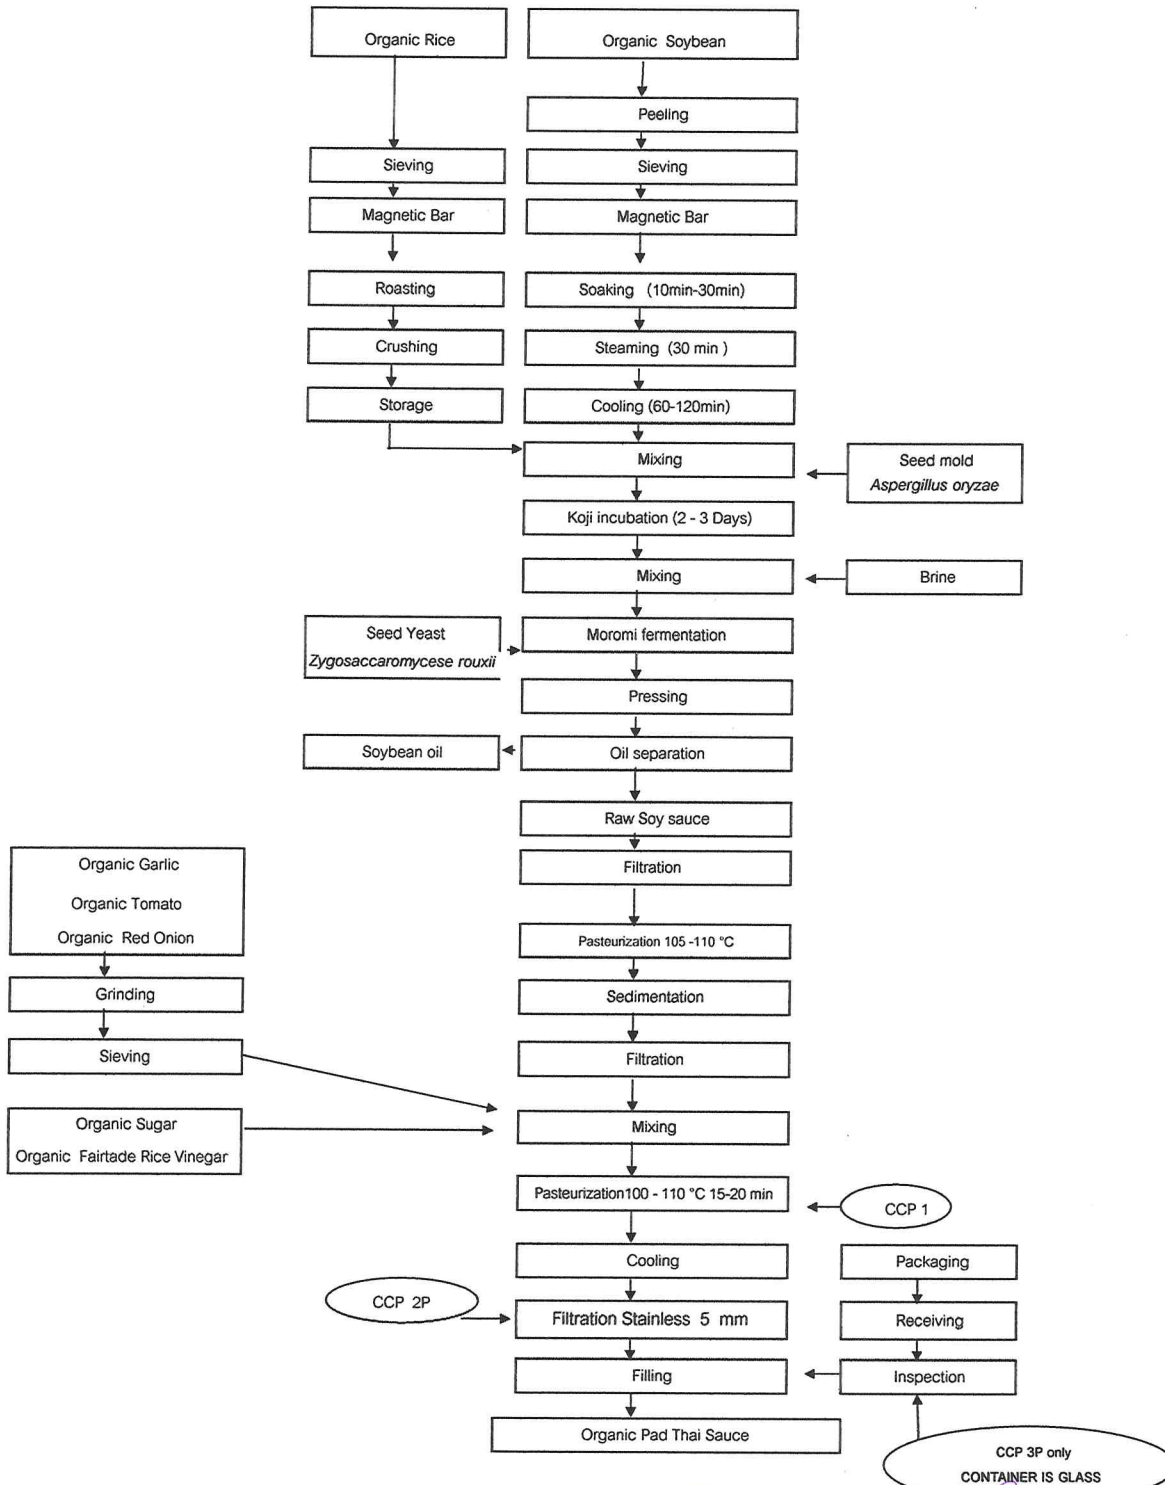 Organic Rice
Organic Soybean
Peeling
Sieving
Sieving
Magnetic Bar
Magnetic Bar
Roasting
Soaking (10min-30min)
Crushing
Steaming (30 min )
Storage
Cooling (60-120min)
Mixing
Seed mold
Aspergillus oryzae
Koji incubation (2 - 3 Days)
Mixing
Brine
Seed Yeast
Zygosaccaromycese rouxii
Moromi fermentation
Pressing
Soybean oil
Oil separation
Raw Soy sauce
Organic Garlic
Organic Tomato
Organic Red Onion
Filtration
Pasteurization 105 -110 °C
Grinding
Sedimentation
Sieving
Filtration
Organic Sugar
Organic Fairtade Rice Vinegar
Mixing
Pasteurization100 - 110 °C 15-20 min
CCP 1
Cooling
Packaging
CCP 2P
Filtration Stainless 5 mm
Receiving
Filling
Inspection
Organic Pad Thai Sauce
CCP 3P only
CONTAINER IS GLASS